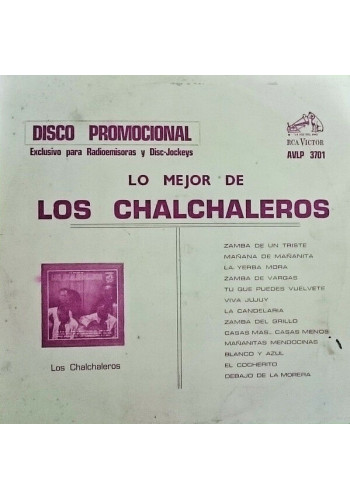 DISCO PROMOCIONAL
Exclusivo para Radioemisoras y Disc-Jockeys
RCA VICTOR
AVLP 3701
LO MEJOR DE
LOS CHALCHALEROS
ZAMBA DE UN TRISTE
MAÑANA DE MAÑANITA
LA YERBA MORA
ZAMBA DE VARGAS
TU QUE PUEDES VUELVETE
VIVA JUJUY
LA CANDELARIA
ZAMBA DEL GRILLO
CASAS MAS... CASAS MENOS
MAÑANITAS MENDOCINAS
BLANCO Y AZUL
EL COCHERITO
DEBAJO DE LA MORERA
LOS CHALCHALEROS
Los Chalchaleros